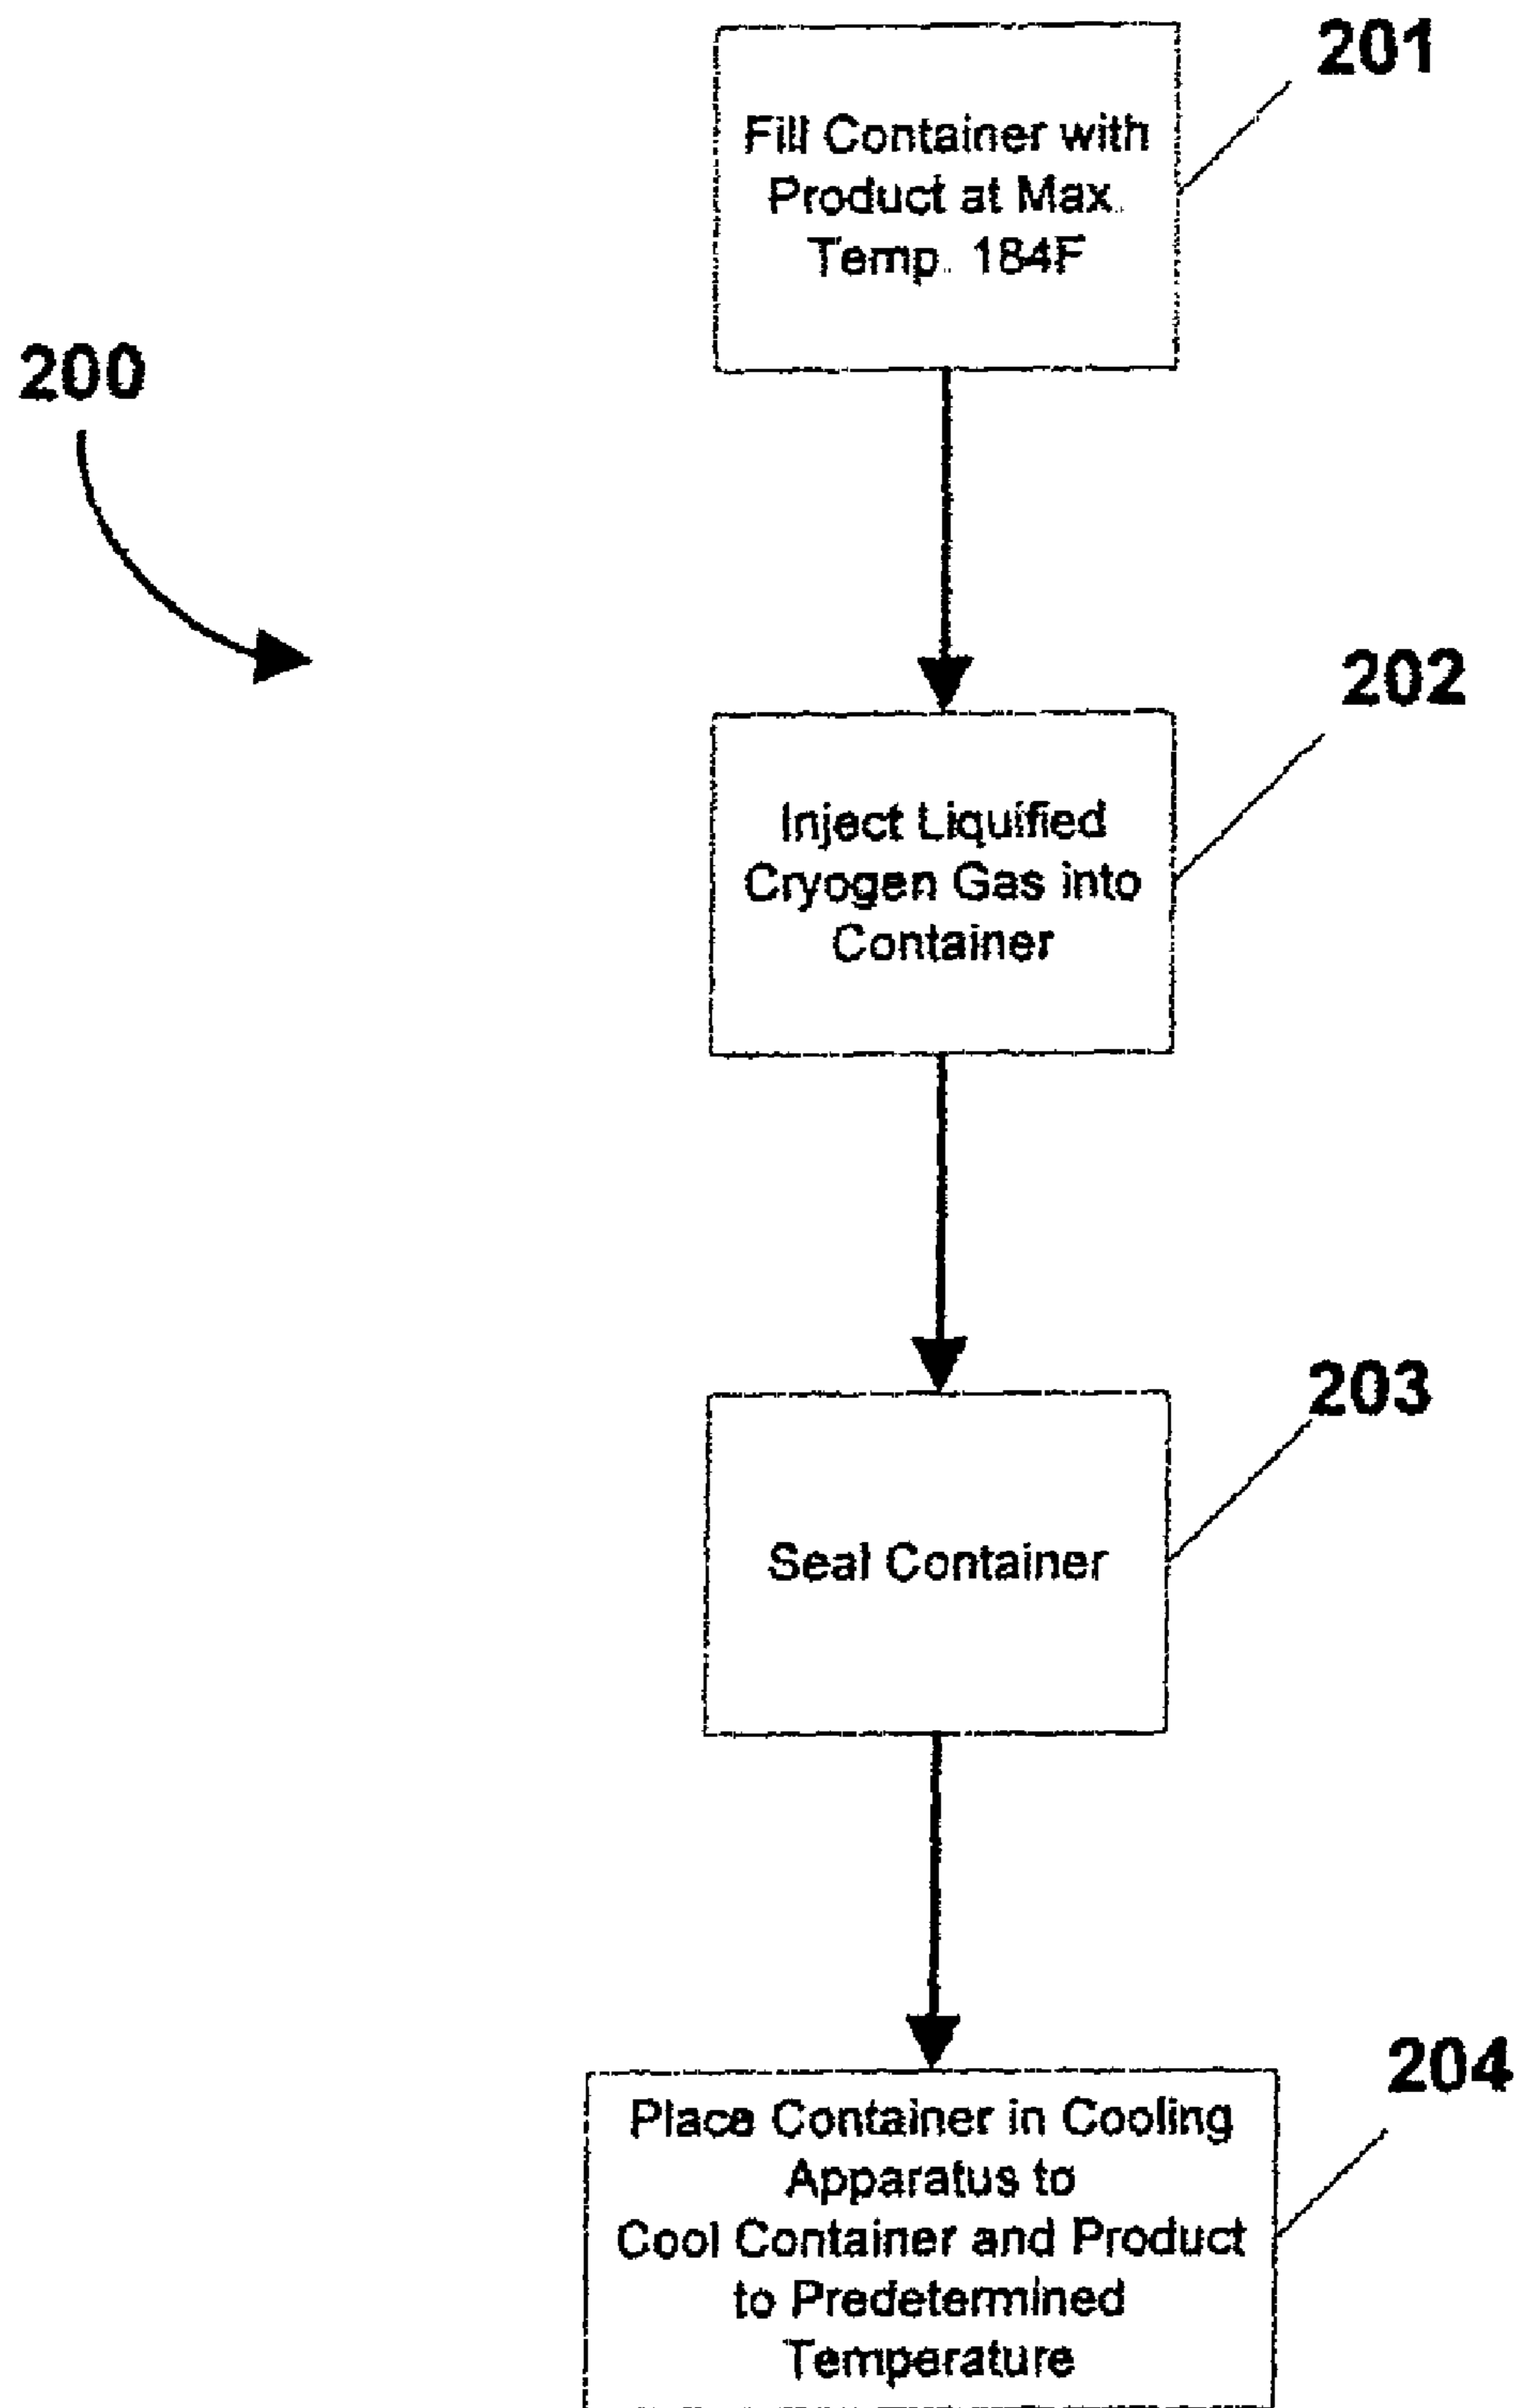 201
Fill Container with
Product at Max.
Temp. 184F
200
202
Inject Liquified
Cryogen Gas into
Container
203
Seal Container
204
Place Container in Cooling
Apparatus to
Cool Container and Product
to Predetermined
Temperature